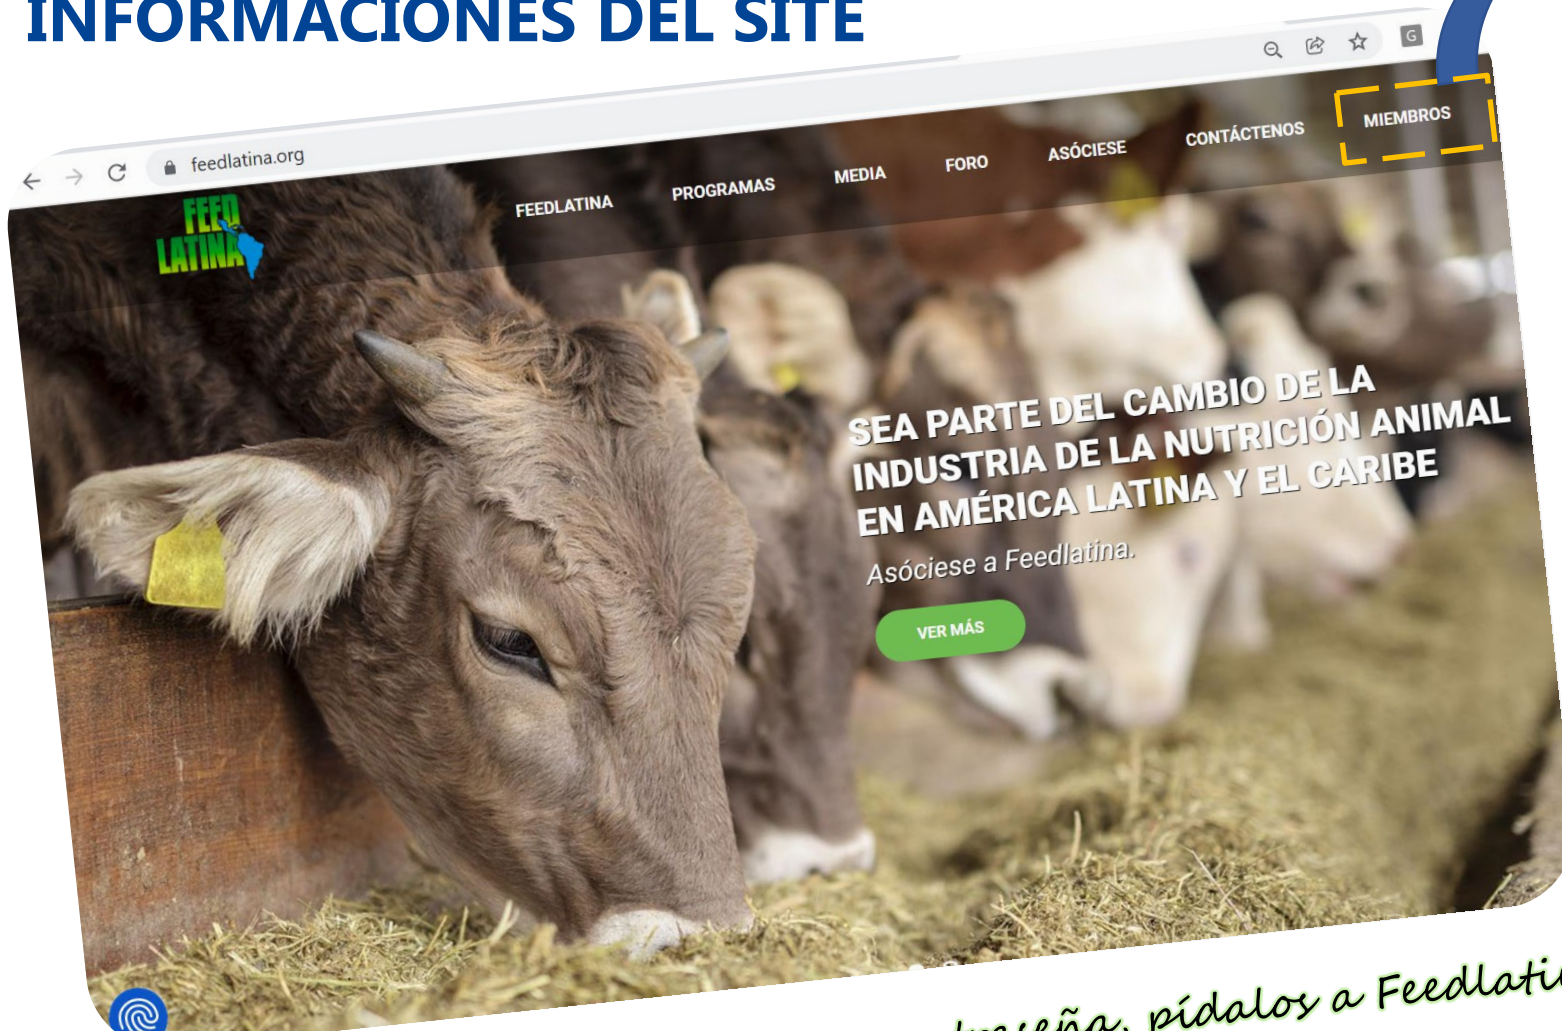 INFORMACIONES DEL SITE
feedlatina.org
G
FEED
LATINA
FEEDLATINA PROGRAMAS MEDIA FORO ASÓCIESE CONTÁCTENOS MIEMBROS
SEA PARTE DEL CAMBIO DE LA
INDUSTRIA DE LA NUTRICIÓN ANIMAL
EN AMÉRICA LATINA Y EL CARIBE
Asóciese a Feedlatina.
VER MÁS
pídalos a